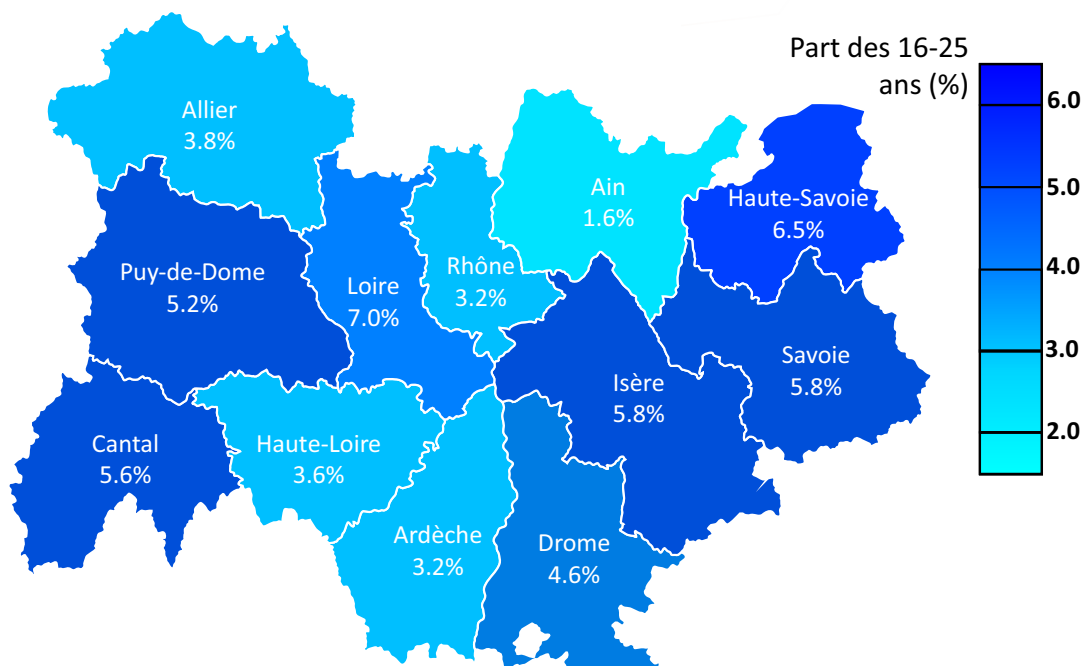 Part des 16-25
ans (%)
6.0
5.0
4.0
3.0
2.0
Allier
3.8%
Ain
1.6%
Haute-Savoie
6.5%
Puy-de-Dome
5.2%
Loire
7.0%
Rhône
3.2%
Savoie
5.8%
Isère
5.8%
Cantal
5.6%
Haute-Loire
3.6%
Ardèche
3.2%
Drome
4.6%